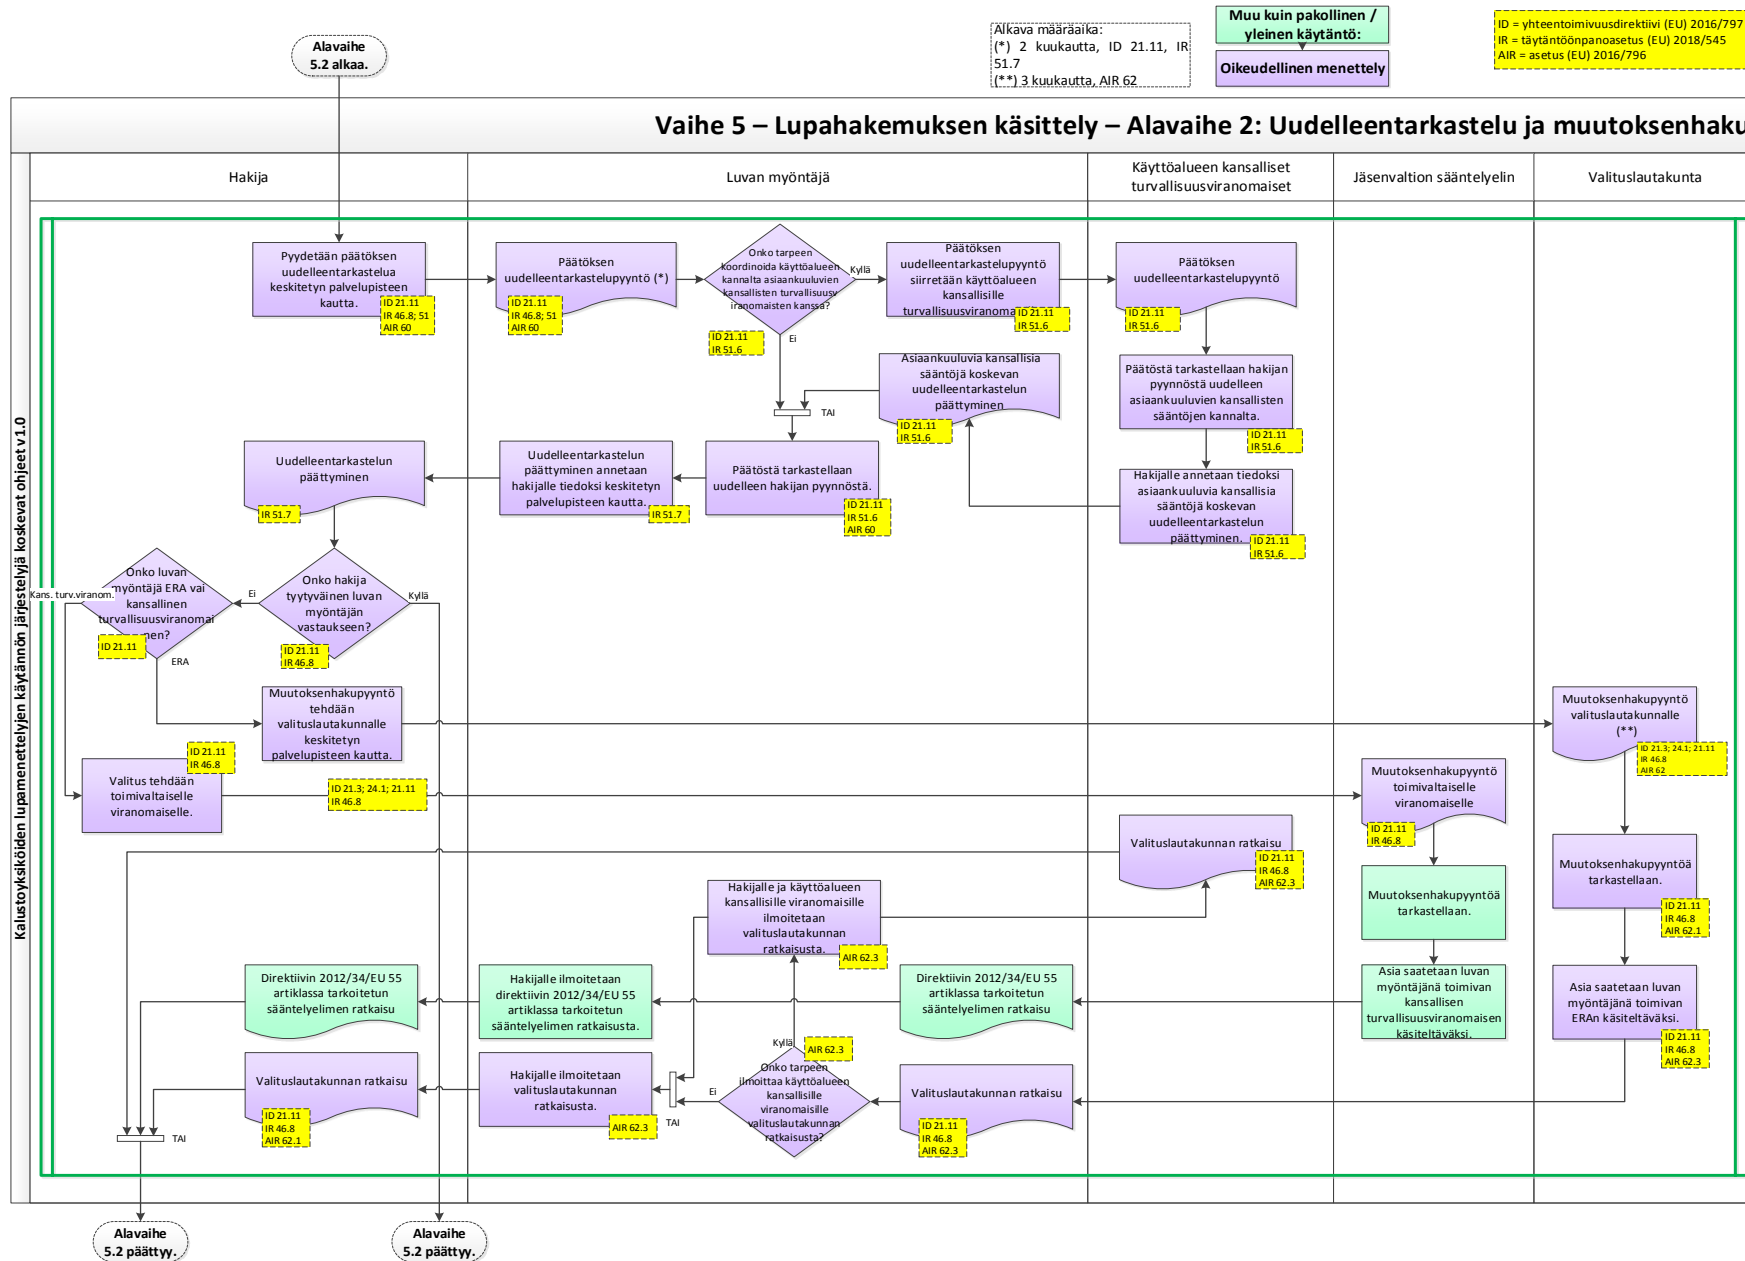 Alkava määräaika:
(*) 2 kuukautta, ID 21.11, IR
51.7
(**) 3 kuukautta, AIR 62
Muu kuin pakollinen /
yleinen käytäntö:
Oikeudellinen menettely
ID = yhteentoimivuusdirektiivi (EU) 2016/797
IR = täytäntöönpanoasetus (EU) 2018/545
AIR = asetus (EU) 2016/796
Alavaihe
5.2 alkaa.
Vaihe 5 – Lupahakemuksen käsittely – Alavaihe 2: Uudelleentarkastelu ja muutoksenhaku
Kalustoyksiköiden lupamenettelyjen käytännön järjestelyjä koskevat ohjeet v1.0
Hakija
Luvan myöntäjä
Käyttöalueen kansalliset
turvallisuusviranomaiset
Jäsenvaltion sääntelyelin
Valituslautakunta
Pyydetään päätöksen
uudelleentarkastelua
keskitetyn palvelupisteen
kautta.
ID 21.11
IR 46.8; 51
AIR 60
Päätöksen
uudelleentarkastelupyyntö (*)
ID 21.11
IR 46.8; 51
AIR 60
Onko tarpeen
koordinoida käyttöalueen
kannalta asiaankuuluvien
kansallisten turvallisuusv
iranomaisten kanssa?
Kyllä
Ei
ID 21.11
IR 51.6
Päätöksen
uudelleentarkastelupyyntö
siirretään käyttöalueen
kansallisille
turvallisuusviranoma
ID 21.11
IR 51.6
Päätöksen
uudelleentarkastelupyyntö
ID 21.11
IR 51.6
Asiaankuuluvia kansallisia
sääntöjä koskevan
uudelleentarkastelun
päättyminen
ID 21.11
IR 51.6
TAI
Päätöstä tarkastellaan hakijan
pyynnöstä uudelleen
asiaankuuluvien kansallisten
sääntöjen kannalta.
ID 21.11
IR 51.6
Uudelleentarkastelun
päättyminen
IR 51.7
Uudelleentarkastelun
päättyminen annetaan
hakijalle tiedoksi keskitetyn
palvelupisteen kautta.
IR 51.7
Päätöstä tarkastellaan
uudelleen hakijan pyynnöstä.
ID 21.11
IR 51.6
AIR 60
Hakijalle annetaan tiedoksi
asiaankuuluvia kansallisia
sääntöjä koskevan
uudelleentarkastelun
päättyminen.
ID 21.11
IR 51.6
Onko luvan
myöntäjä ERA vai
kansallinen
turvallisuusviranomai
nen?
Kans. turv.viranom.
ID 21.11
ERA
Ei
Onko hakija
tyytyväinen luvan
myöntäjän
vastaukseen?
Kyllä
ID 21.11
IR 46.8
Muutoksenhakupyyntö
tehdään
valituslautakunnalle
keskitetyn
palvelupisteen kautta.
ID 21.11
IR 46.8
Muutoksenhakupyyntö
valituslautakunnalle
(**)
ID 21.3; 24.1; 21.11
IR 46.8
AIR 62
Valitus tehdään
toimivaltaiselle
viranomaiselle.
ID 21.3; 24.1; 21.11
IR 46.8
Muutoksenhakupyyntö
toimivaltaiselle
viranomaiselle
ID 21.11
IR 46.8
Valituslautakunnan ratkaisu
ID 21.11
IR 46.8
AIR 62.3
Muutoksenhakupyyntöä
tarkastellaan.
Muutoksenhakupyyntöä
tarkastellaan.
ID 21.11
IR 46.8
AIR 62.1
Hakijalle ja käyttöalueen
kansallisille viranomaisille
ilmoitetaan
valituslautakunnan
ratkaisusta.
AIR 62.3
Direktiivin 2012/34/EU 55
artiklassa tarkoitetun
sääntelyelimen ratkaisu
Hakijalle ilmoitetaan
direktiivin 2012/34/EU 55
artiklassa tarkoitetun
sääntelyelimen ratkaisusta.
Direktiivin 2012/34/EU 55
artiklassa tarkoitetun
sääntelyelimen ratkaisu
Asia saatetaan luvan
myöntäjänä toimivan
kansallisen
turvallisuusviranomaisen
käsiteltäväksi.
Asia saatetaan luvan
myöntäjänä toimivan
ERAn käsiteltäväksi.
ID 21.11
IR 46.8
AIR 62.3
Valituslautakunnan ratkaisu
ID 21.11
IR 46.8
AIR 62.1
Hakijalle ilmoitetaan
valituslautakunnan
ratkaisusta.
AIR 62.3
TAI
Ei
Kyllä
AIR 62.3
Onko tarpeen
ilmoittaa käyttöalueen
kansallisille
viranomaisille
valituslautakunnan
ratkaisusta?
Valituslautakunnan ratkaisu
ID 21.11
IR 46.8
AIR 62.3
TAI
Alavaihe
5.2 päättyy.
Alavaihe
5.2 päättyy.